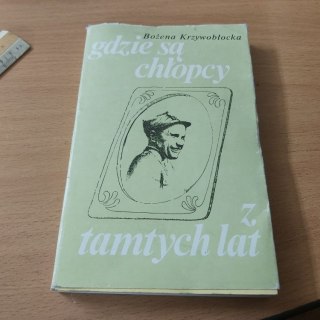 Bożena Krzywobłocka
gdzie są
chłopcy
z
tamtych lat